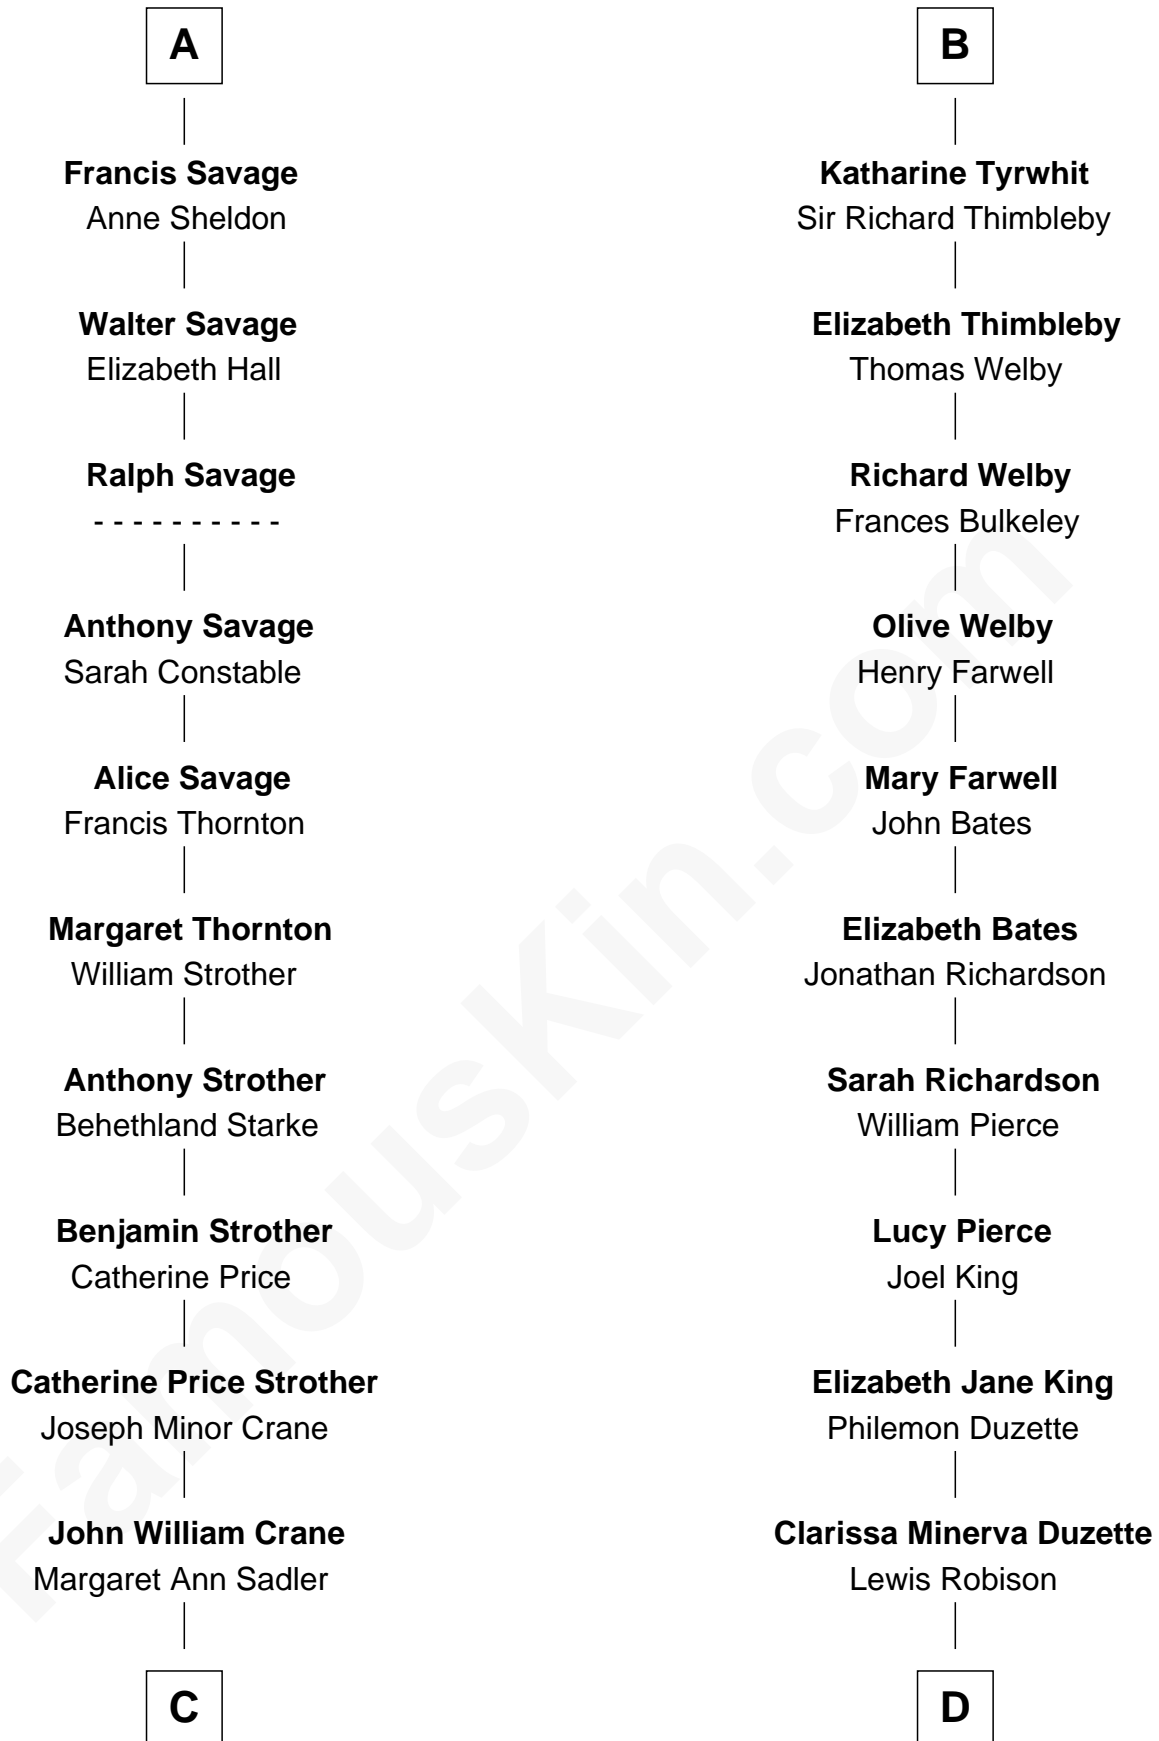 A
Francis Savage
Anne Sheldon
Walter Savage
Elizabeth Hall
Ralph Savage
- - - - - - - - - -
Anthony Savage
Sarah Constable
Alice Savage
Francis Thornton
Margaret Thornton
William Strother
Anthony Strother
Behethland Starke
Benjamin Strother
Catherine Price
Catherine Price Strother
Joseph Minor Crane
John William Crane
Margaret Ann Sadler
C
B
Katharine Tyrwhit
Sir Richard Thimbleby
Elizabeth Thimbleby
Thomas Welby
Richard Welby
Frances Bulkeley
Olive Welby
Henry Farwell
Mary Farwell
John Bates
Elizabeth Bates
Jonathan Richardson
Sarah Richardson
William Pierce
Lucy Pierce
Joel King
Elizabeth Jane King
Philemon Duzette
Clarissa Minerva Duzette
Lewis Robison
D
FamousKin.com